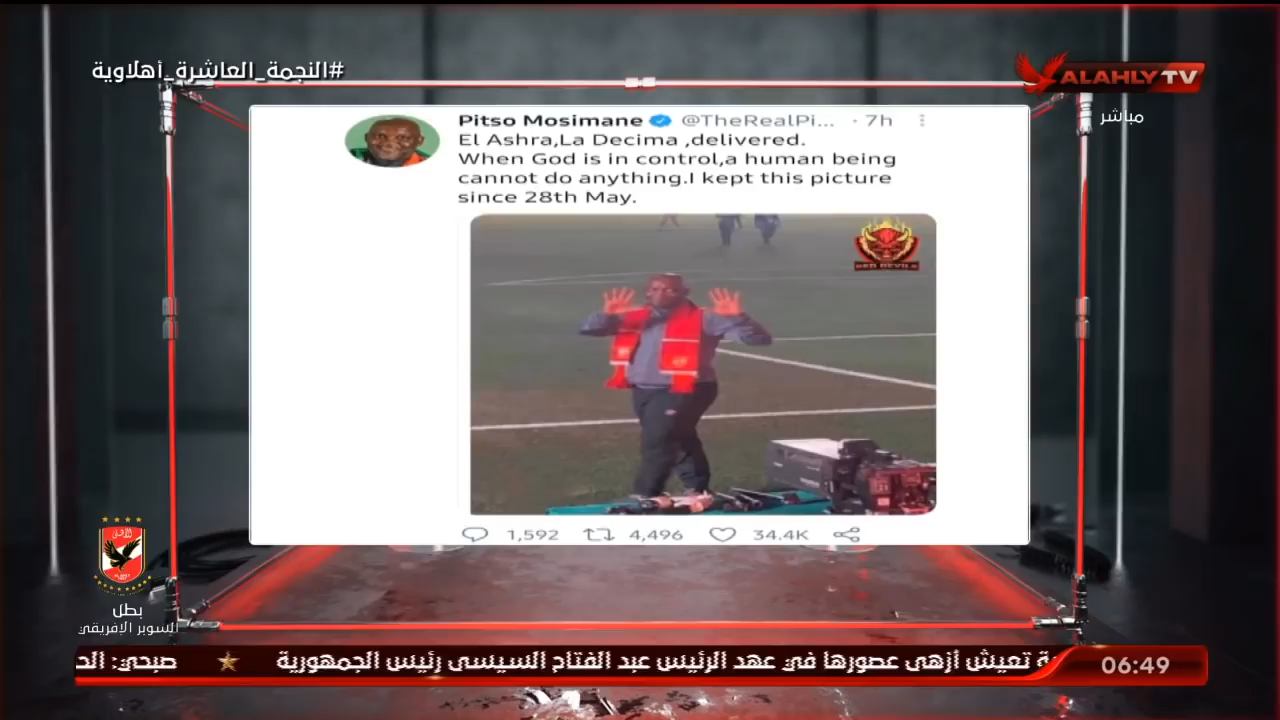 #النجمة_العاشرة_أهلاوية
ALAHLY TV
مباشر
Pitso Mosimane @TheRealPi... · 7h
El Ashra,La Decima ,delivered.
When God is in control,a human being
cannot do anything.I kept this picture
since 28th May.
RED DEVILS
1,592 4,496 34.4K
بطل
السوبر الإفريقي
تعيش أزهى عصورها في عهد الرئيس عبد الفتاح السيسى رئيس الجمهورية ★ صبحي:
06:49